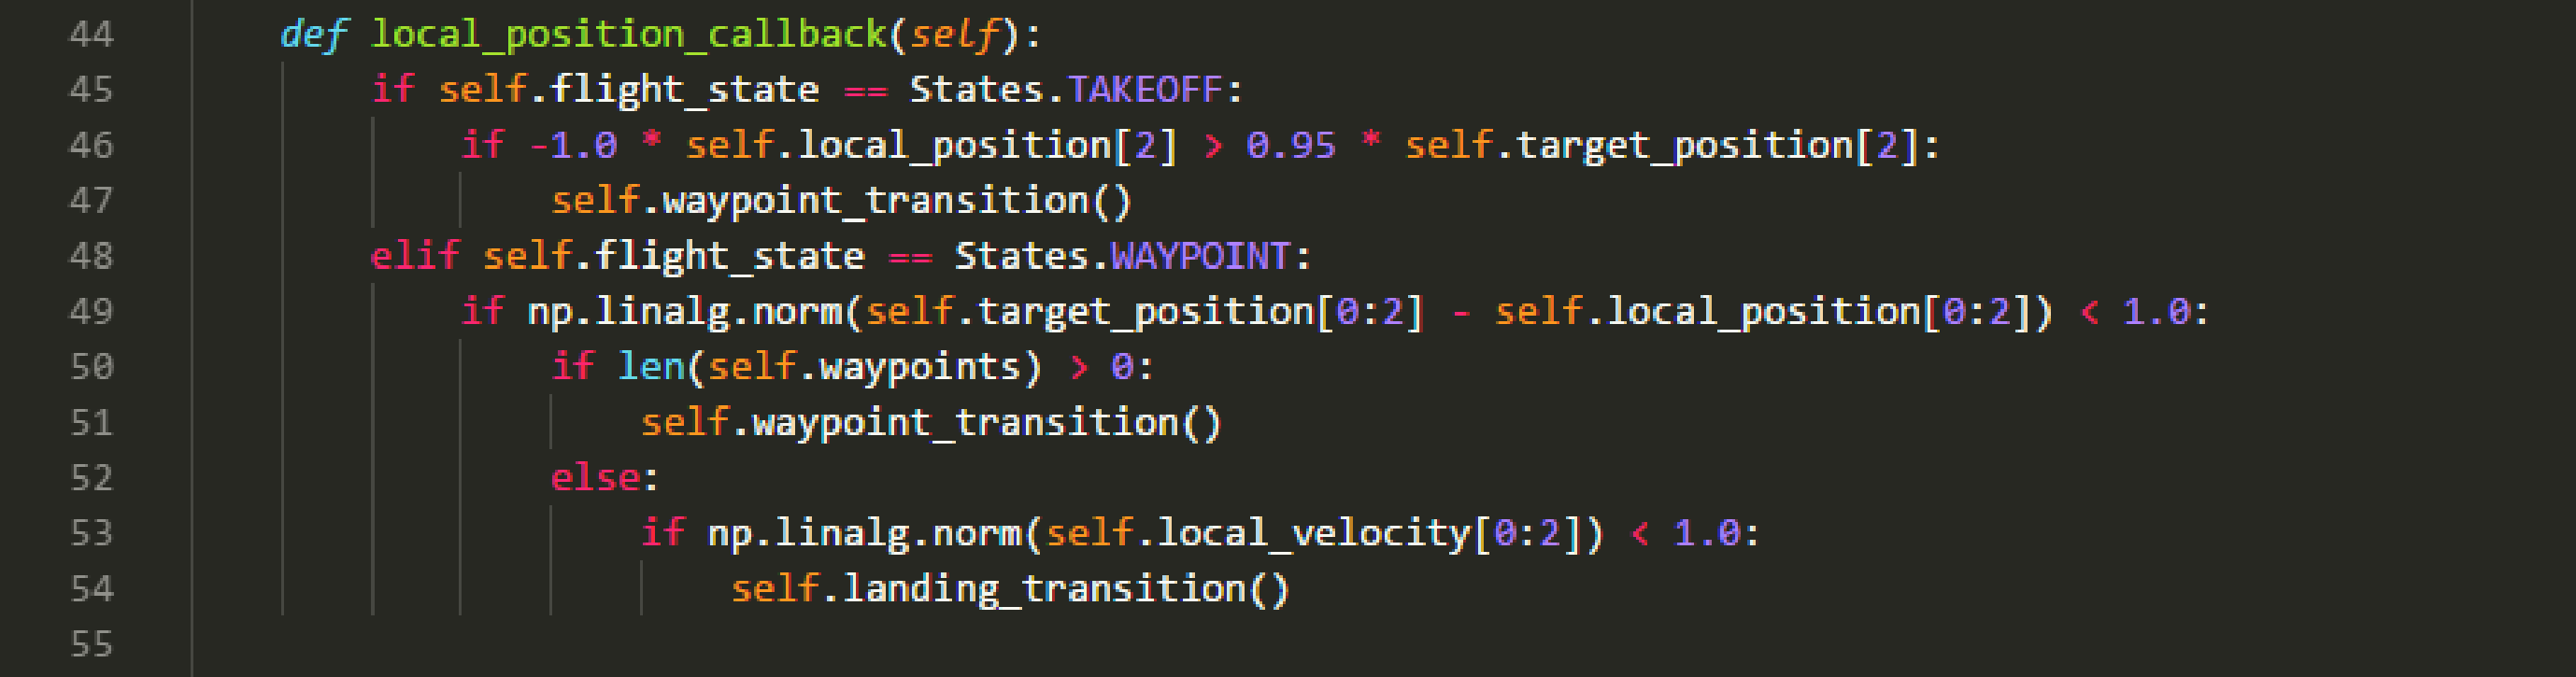 44 def local_position_callback(self):
45 if self.flight_state == States.TAKEOFF:
46 if -1.0 * self.local_position[2] > 0.95 * self.target_position[2]:
47 self.waypoint_transition()
48 elif self.flight_state == States.WAYPOINT:
49 if np.linalg.norm(self.target_position[0:2] - self.local_position[0:2]) < 1.0:
50 if len(self.waypoints) > 0:
51 self.waypoint_transition()
52 else:
53 if np.linalg.norm(self.local_velocity[0:2]) < 1.0:
54 self.landing_transition()
55